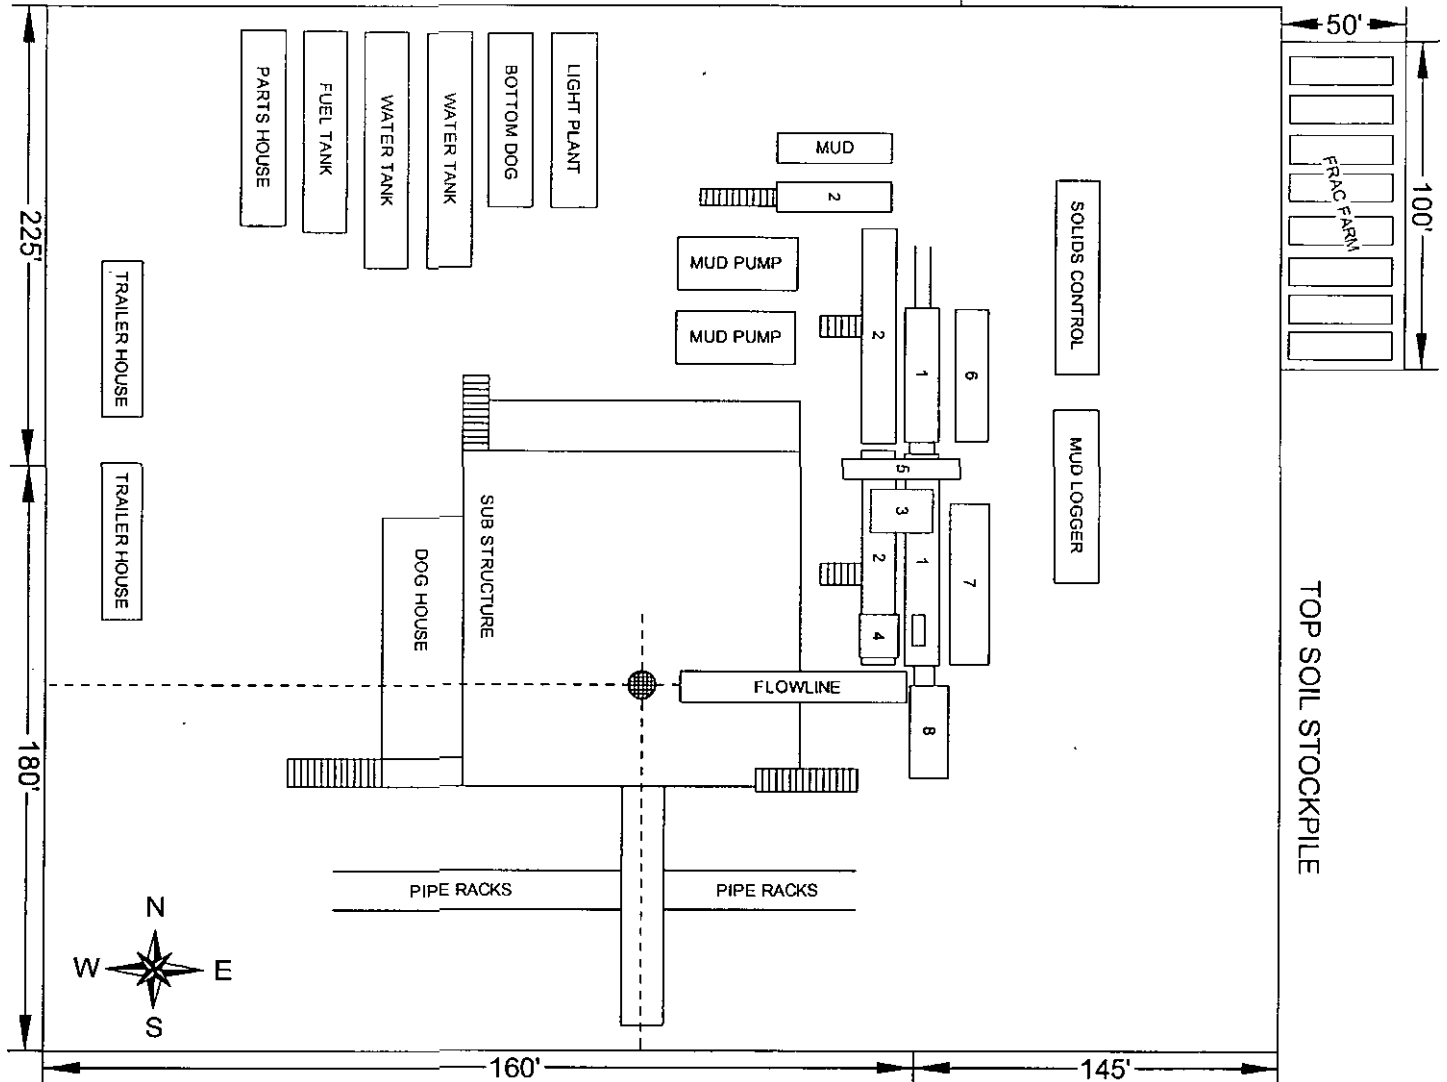 50'
LIGHT PLANT
BOTTOM DOG
WATER TANK
WATER TANK
FUEL TANK
PARTS HOUSE
MUD
2
FRAC FARM
100'
SOLIDS CONTROL
225'
MUD PUMP
MUD PUMP
TRAILER HOUSE
2
1
6
MUD LOGGER
5
3
TRAILER HOUSE
SUB STRUCTURE
DOG HOUSE
2
1
7
4
FLOWLINE
8
TOP SOIL STOCKPILE
180'
PIPE RACKS
PIPE RACKS
N
W
E
S
160'
145'